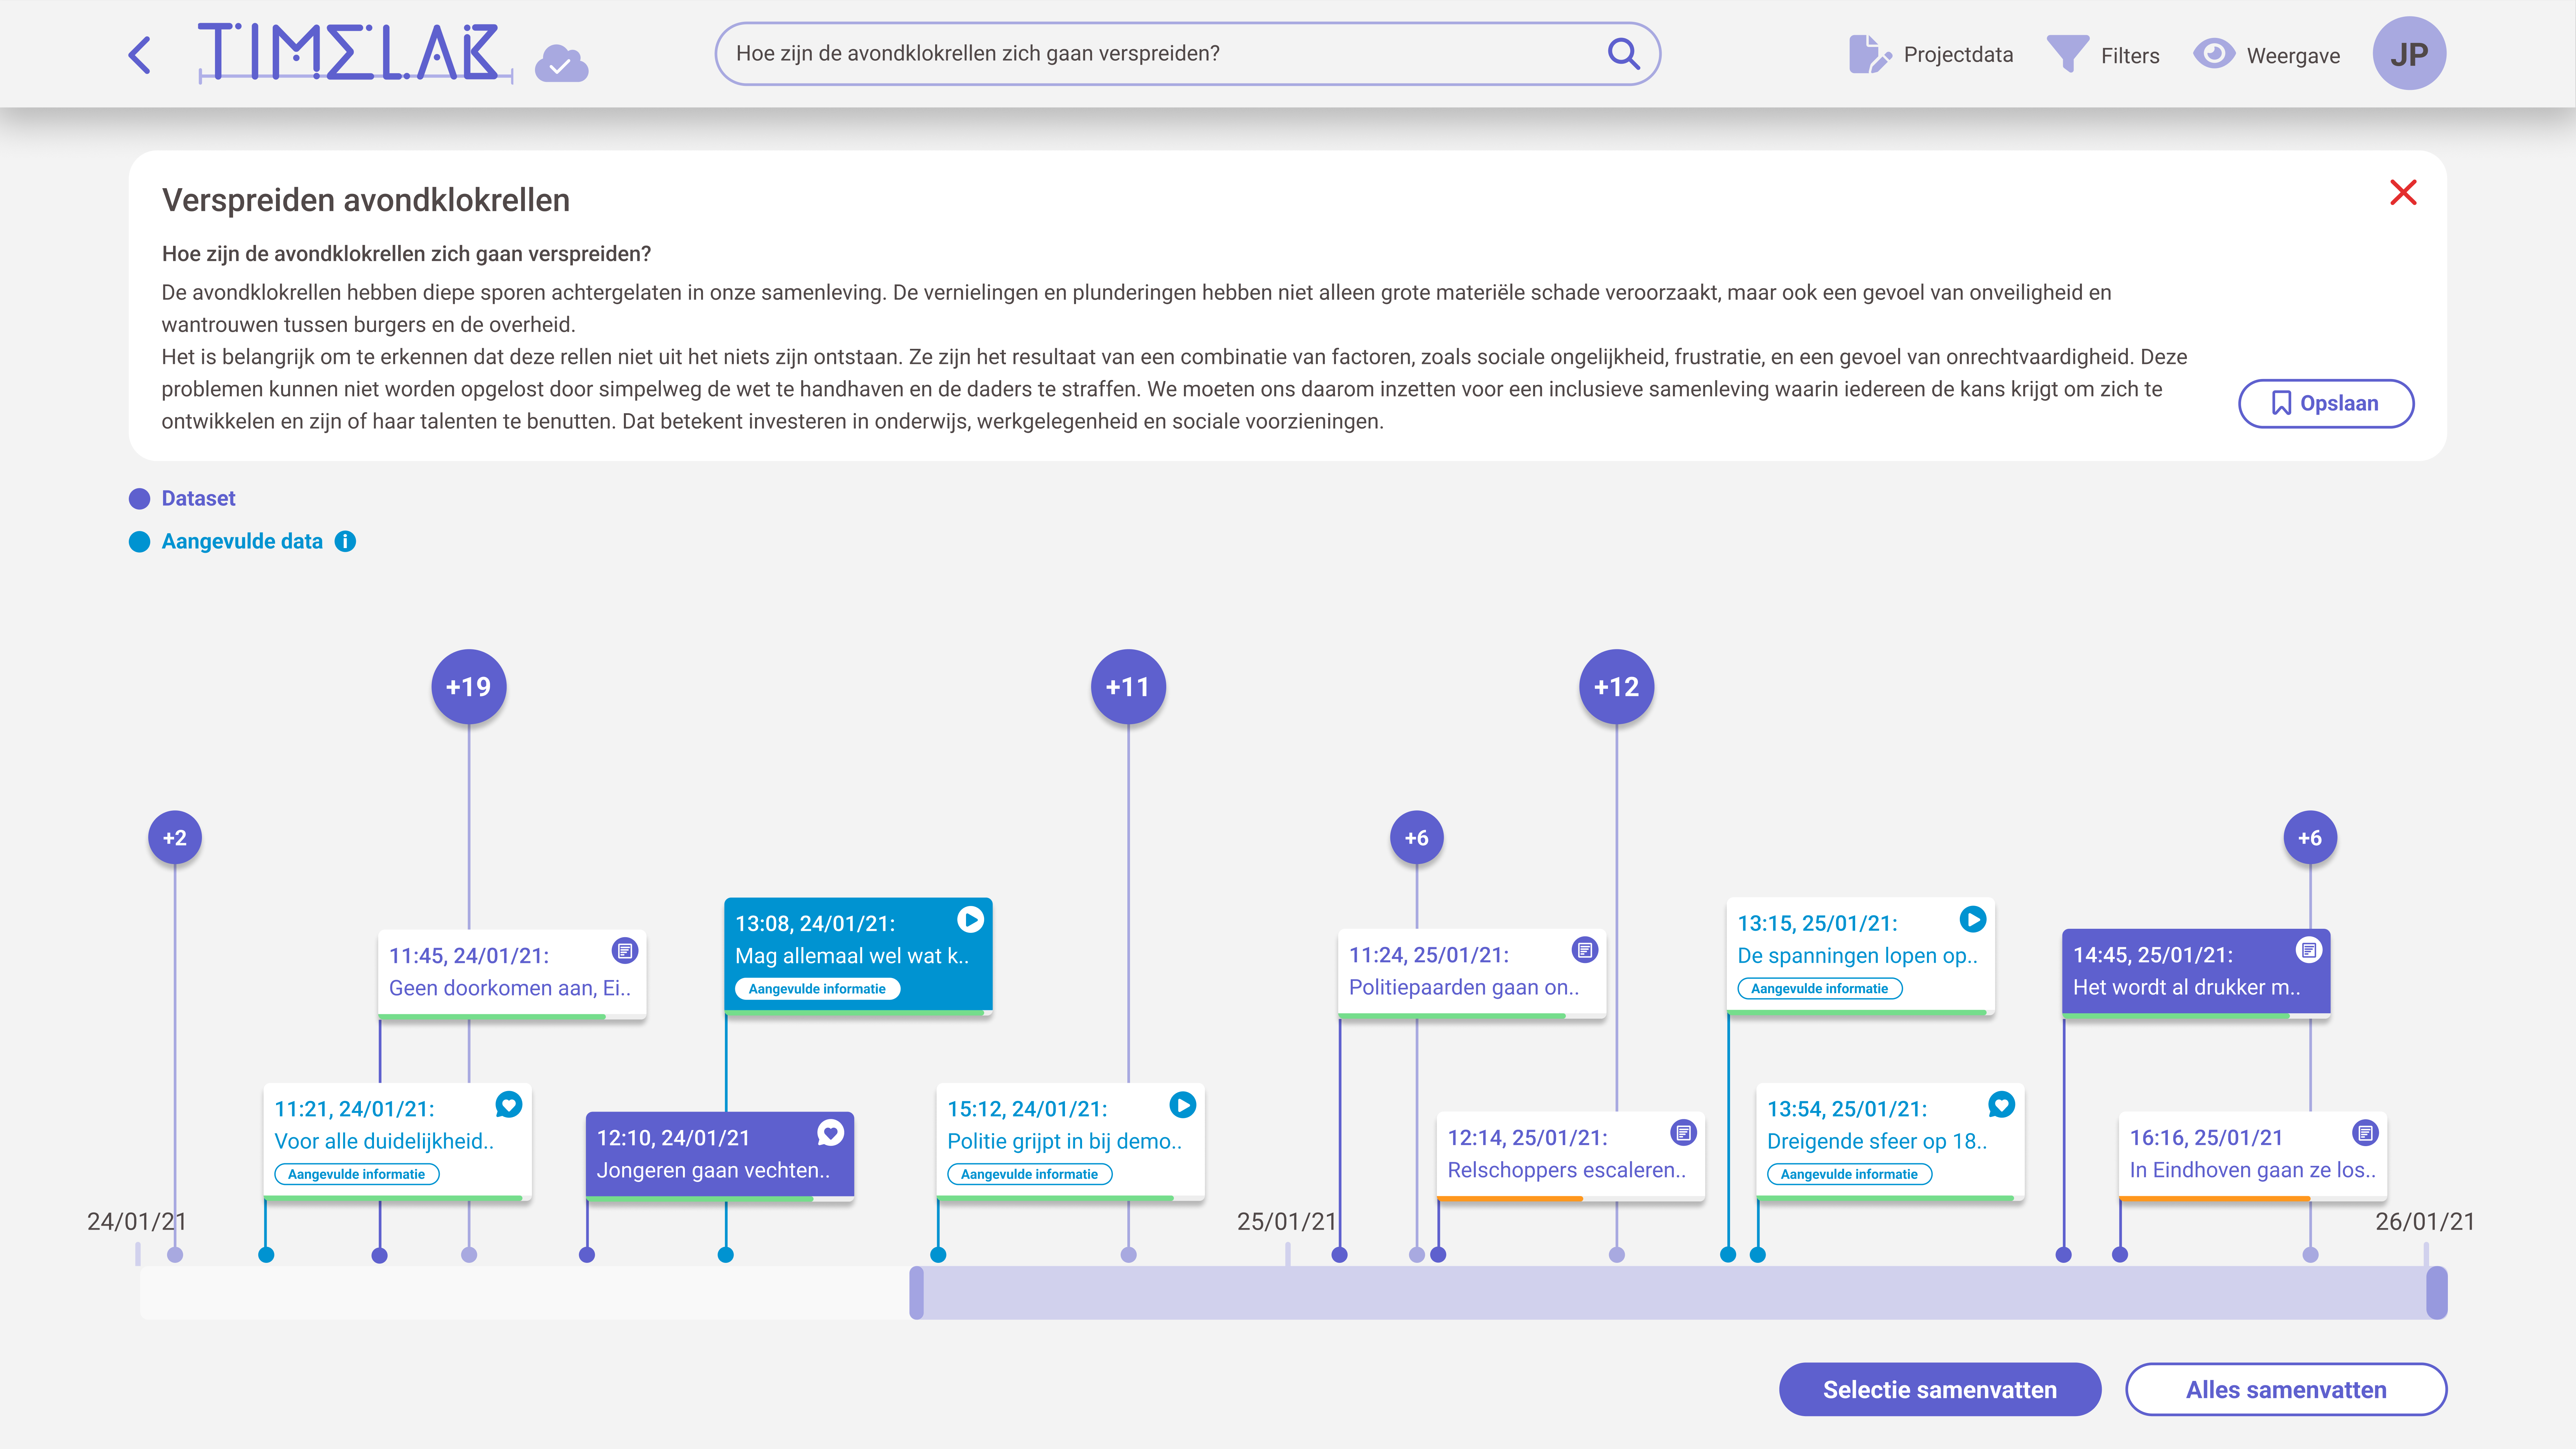 TIMELAB
Hoe zijn de avondklokrellen zich gaan verspreiden?
Projectdata
Filters
Weergave
JP
Verspreiden avondklokrellen
Hoe zijn de avondklokrellen zich gaan verspreiden?
De avondklokrellen hebben diepe sporen achtergelaten in onze samenleving. De vernielingen en plunderingen hebben niet alleen grote materiële schade veroorzaakt, maar ook een gevoel van onveiligheid en
wantrouwen tussen burgers en de overheid.
Het is belangrijk om te erkennen dat deze rellen niet uit het niets zijn ontstaan. Ze zijn het resultaat van een combinatie van factoren, zoals sociale ongelijkheid, frustratie, en een gevoel van onrechtvaardigheid. Deze
problemen kunnen niet worden opgelost door simpelweg de wet te handhaven en de daders te straffen. We moeten ons daarom inzetten voor een inclusieve samenleving waarin iedereen de kans krijgt om zich te
ontwikkelen en zijn of haar talenten te benutten. Dat betekent investeren in onderwijs, werkgelegenheid en sociale voorzieningen.
Opslaan
Dataset
Aangevulde data
+19
+11
+12
+2
+6
+6
11:45, 24/01/21:
Geen doorkomen aan, Ei..
13:08, 24/01/21:
Mag allemaal wel wat k..
Aangevulde informatie
11:24, 25/01/21:
Politiepaarden gaan on..
13:15, 25/01/21:
De spanningen lopen op..
Aangevulde informatie
14:45, 25/01/21:
Het wordt al drukker m..
11:21, 24/01/21:
Voor alle duidelijkheid..
Aangevulde informatie
12:10, 24/01/21
Jongeren gaan vechten..
15:12, 24/01/21:
Politie grijpt in bij demo..
Aangevulde informatie
12:14, 25/01/21:
Relschoppers escaleren..
13:54, 25/01/21:
Dreigende sfeer op 18..
Aangevulde informatie
16:16, 25/01/21
In Eindhoven gaan ze los..
24/01/21
25/01/21
26/01/21
Selectie samenvatten
Alles samenvatten